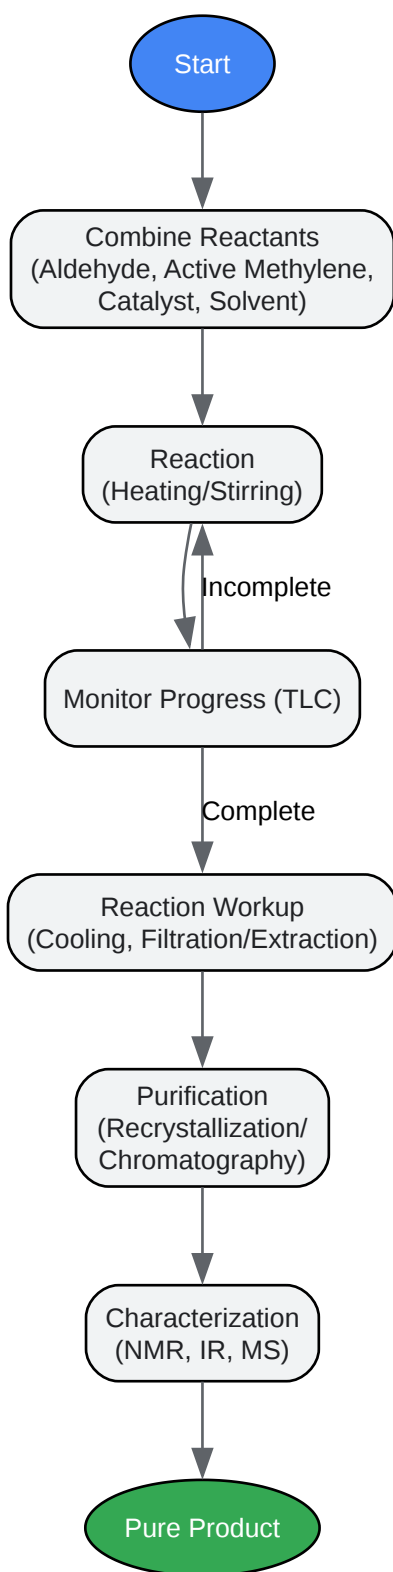 Start
Combine Reactants
(Aldehyde, Active Methylene,
Catalyst, Solvent)
Reaction
(Heating/Stirring)
Incomplete
Monitor Progress (TLC)
Complete
Reaction Workup
(Cooling, Filtration/Extraction)
Purification
(Recrystallization/
Chromatography)
Characterization
(NMR, IR, MS)
Pure Product